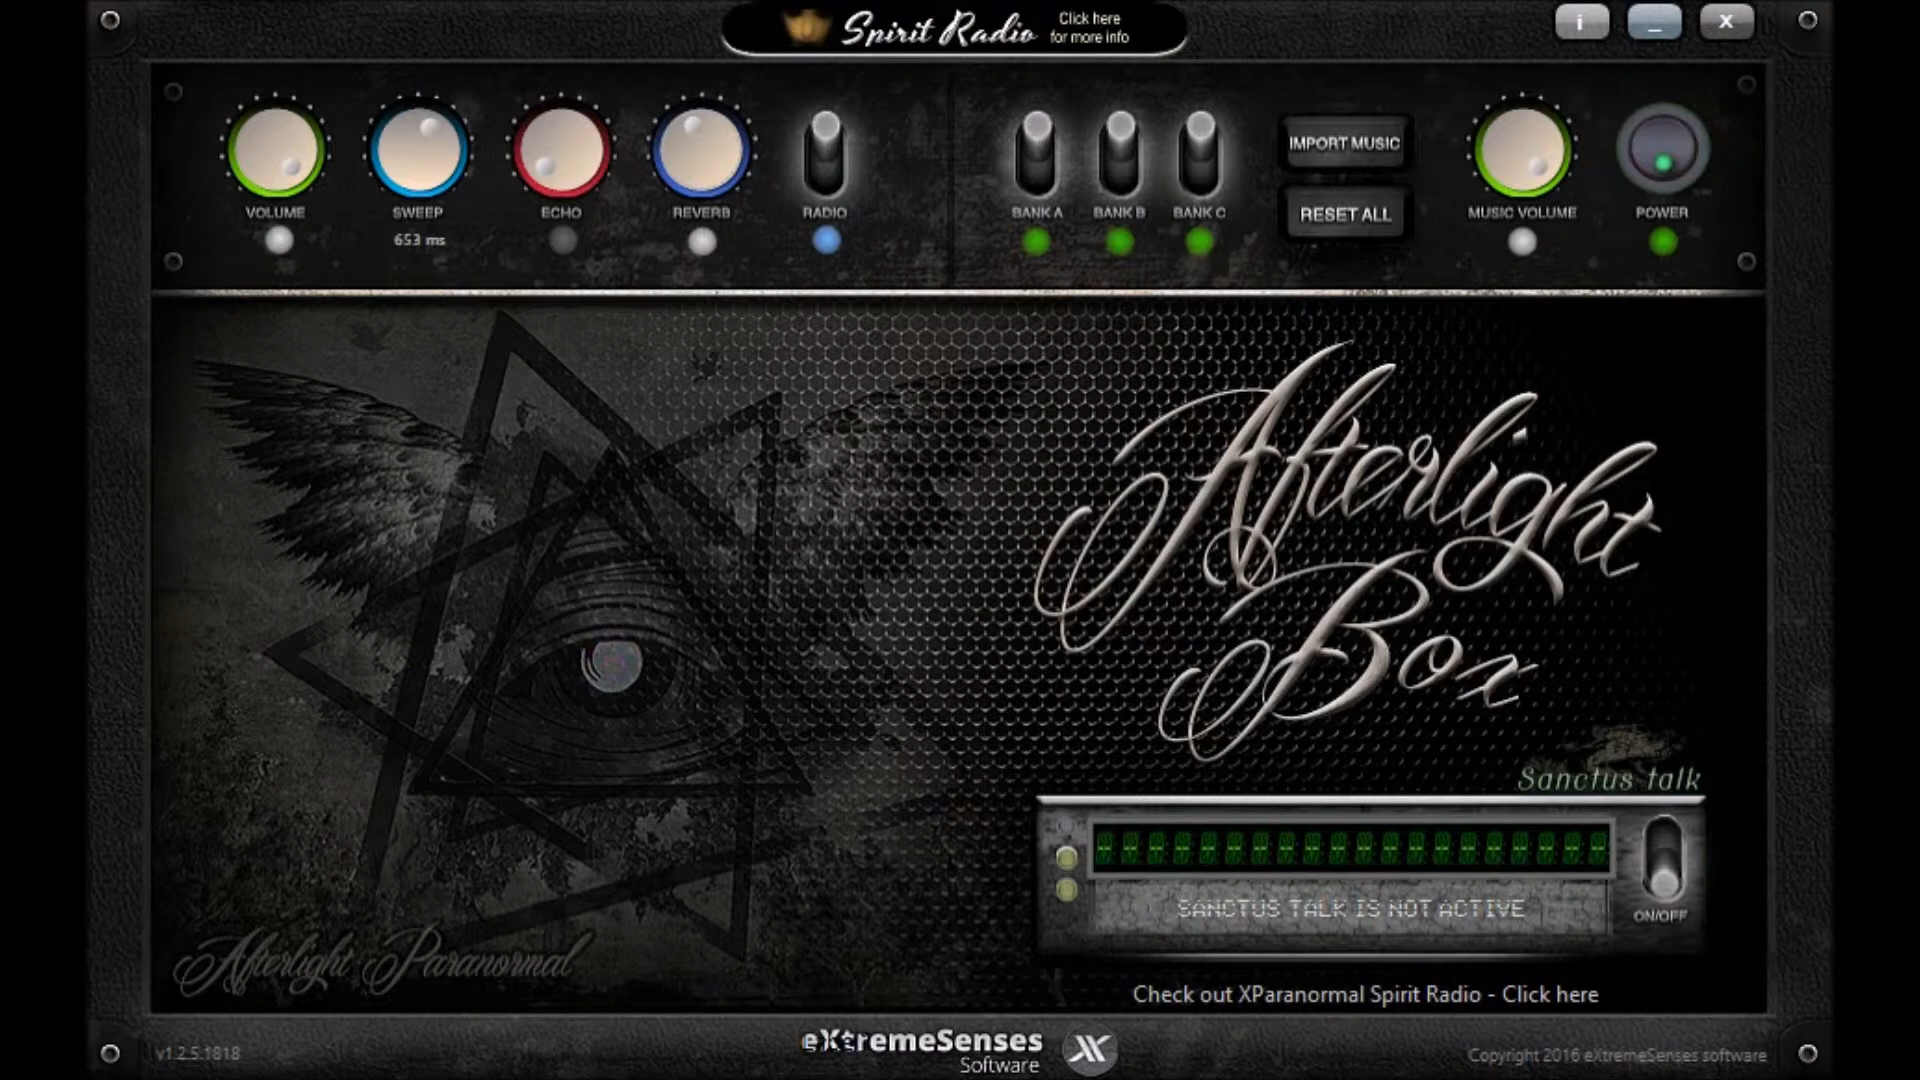 Spirit Radio
Click here
for more info
i _ X
VOLUME SWEEP ECHO REVERB RADIO BANK A BANK B BANK C IMPORT MUSIC MUSIC VOLUME POWER
653 ms RESET ALL
Afterlight
Box
Sanctus talk
SANCTUS TALK IS NOT ACTIVE
ON/OFF
Afterlight Paranormal
Check out XParanormal Spirit Radio - Click here
v1.2.5.1818
eXtremeSenses
Software
Copyright 2016 eXtremeSenses software